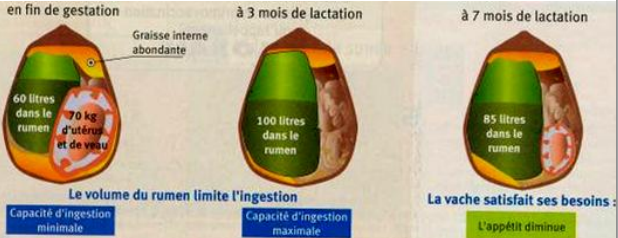 en fin de gestation
Graisse interne
abondante
60 litres
dans le
rumen
70 kg
d'utérus
et de veau
à 3 mois de lactation
100 litres
dans le
rumen
à 7 mois de lactation
85 litres
dans le
rumen
Le volume du rumen limite l'ingestion
La vache satisfait ses besoins :
Capacité d'ingestion
minimale
Capacité d'ingestion
maximale
L'appétit diminue